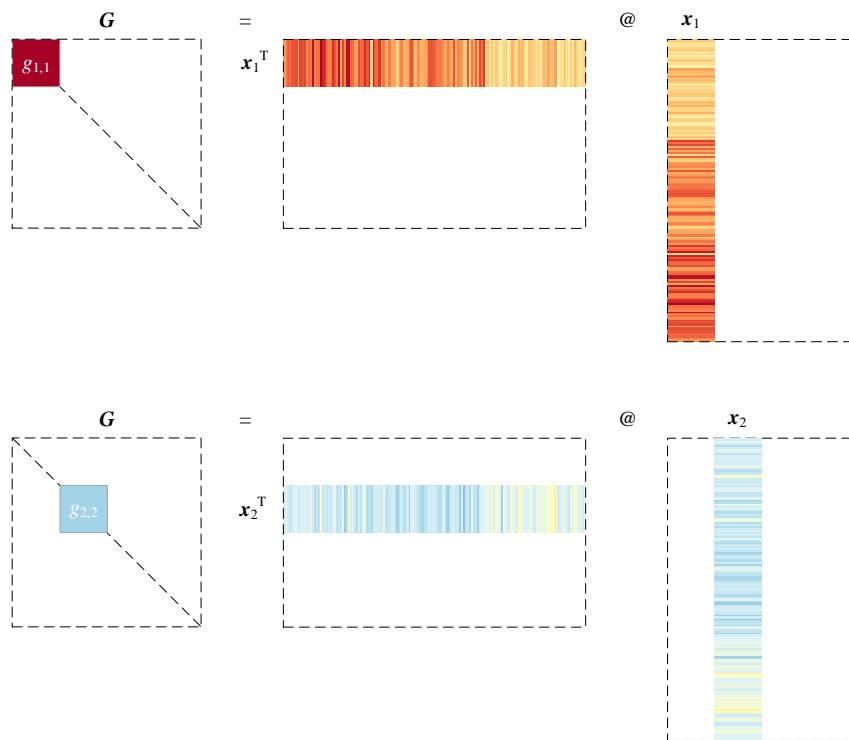 G = @ x₁
g₁,₁ x₁ᵀ
G = @ x₂
g₂,₂ x₂ᵀ